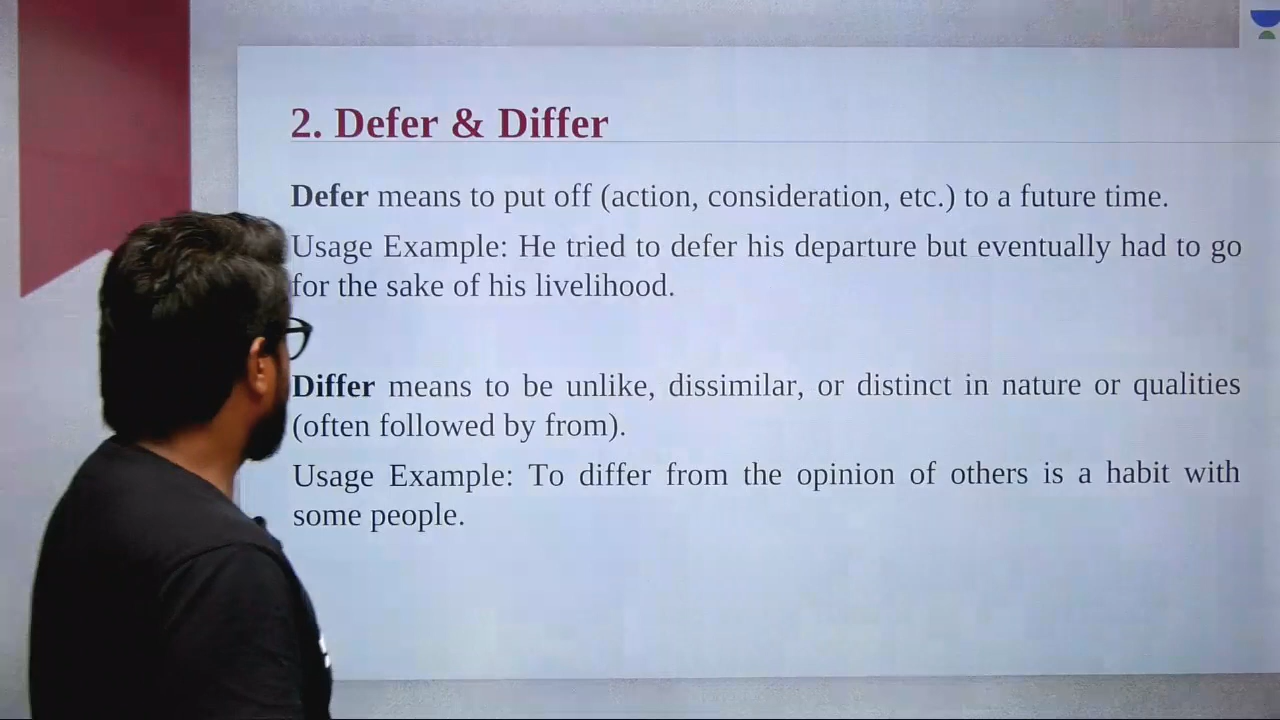 2. Defer & Differ
Defer means to put off (action, consideration, etc.) to a future time.
Usage Example: He tried to defer his departure but eventually had to go
for the sake of his livelihood.
Differ means to be unlike, dissimilar, or distinct in nature or qualities
(often followed by from).
Usage Example: To differ from the opinion of others is a habit with
some people.